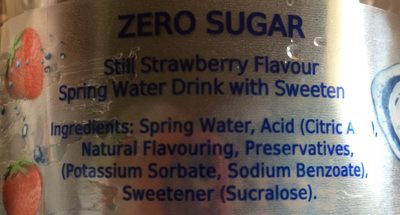 ZERO SUGAR
Still Strawberry Flavour
Spring Water Drink with Sweeten
Ingredients: Spring Water, Acid (Citric A ),
Natural Flavouring, Preservatives,
(Potassium Sorbate, Sodium Benzoate),
Sweetener (Sucralose).